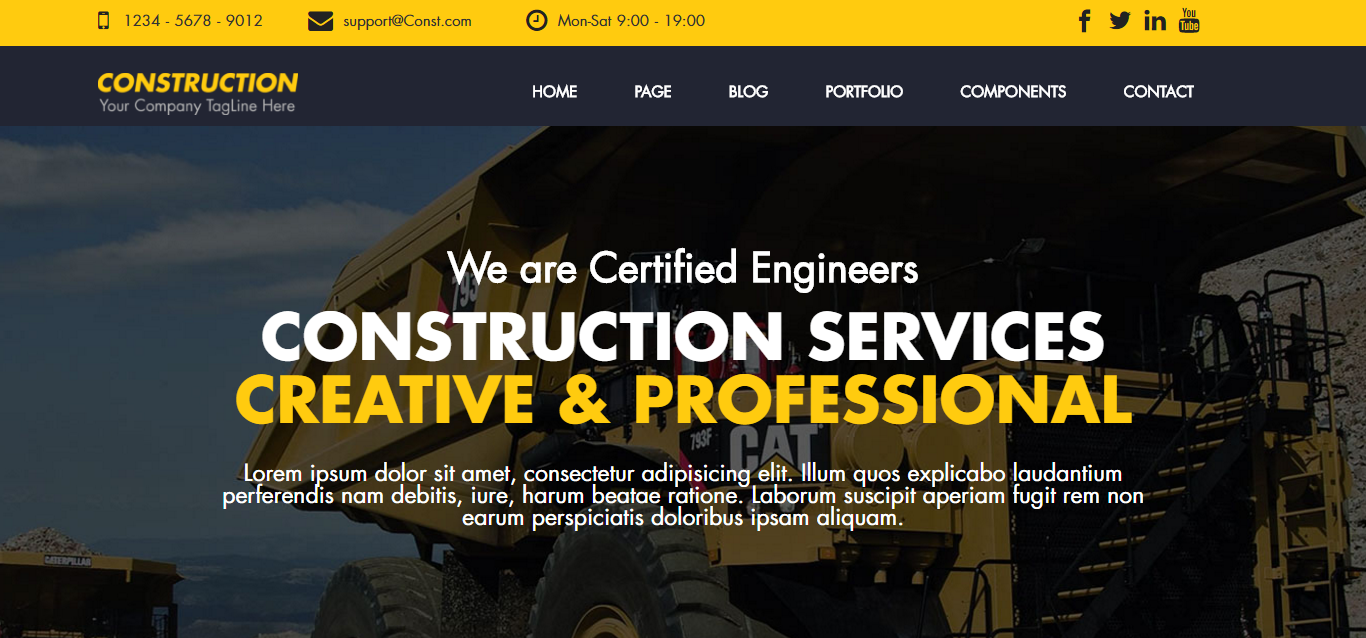 1234 - 5678 - 9012
support@Const.com
Mon-Sat 9:00 - 19:00
You
Tube
CONSTRUCTION
Your Company TagLine Here
HOME PAGE BLOG PORTFOLIO COMPONENTS CONTACT
We are Certified Engineers
793
CONSTRUCTION SERVICES
CREATIVE & PROFESSIONAL
793F
CAT
Lorem ipsum dolor sit amet, consectetur adipisicing elit. Illum quos explicabo laudantium
perferendis nam debitis, iure, harum beatae ratione. Laborum suscipit aperiam fugit rem non
earum perspiciatis doloribus ipsam aliquam.
CATERPILLAR